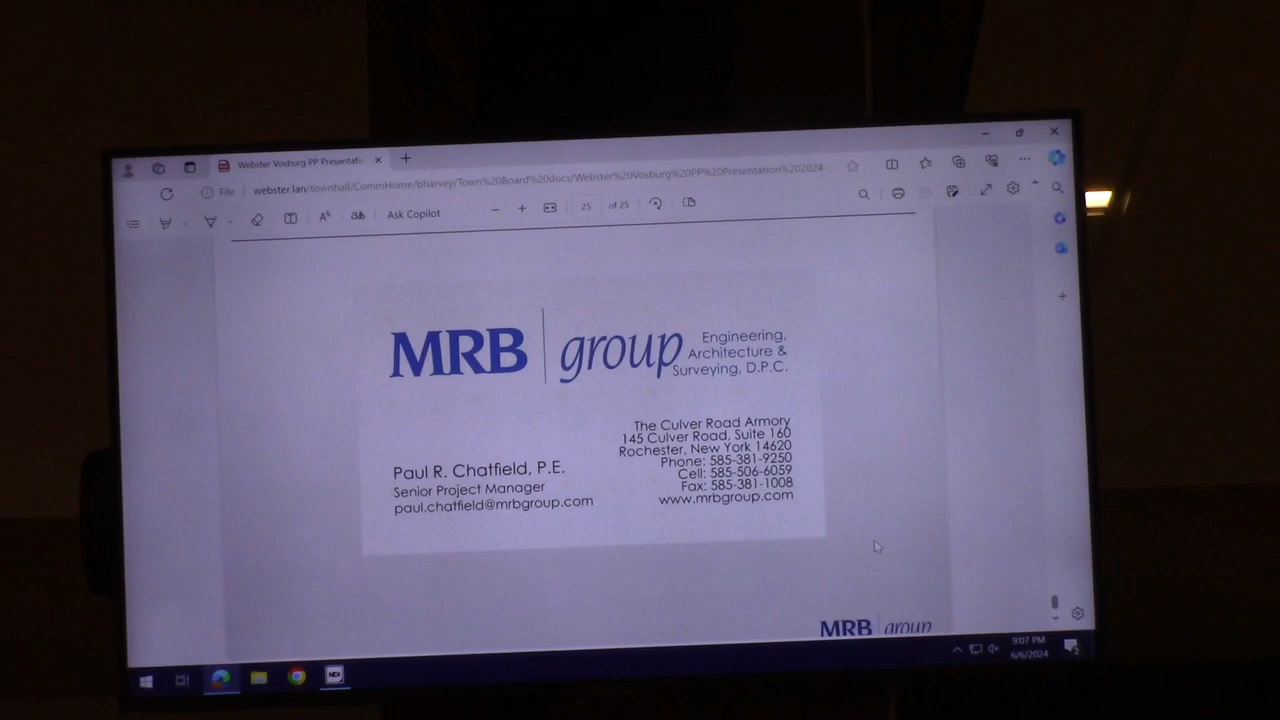 Webster Vosburg PP Presentatic
File
webster.lan/townhall/CommHome/bharvey/Town%20Board%20docs/Webster%20Vosburg%20PP%20Presentation%202024-
Ask Copilot
25 of 25
MRB group Engineering,
Architecture &
Surveying, D.P.C.
The Culver Road Armory
145 Culver Road, Suite 160
Rochester, New York 14620
Phone: 585-381-9250
Cell: 585-506-6059
Fax: 585-381-1008
www.mrbgroup.com
Paul R. Chatfield, P.E.
Senior Project Manager
paul.chatfield@mrbgroup.com
MRB group
9:07 PM
6/6/2024